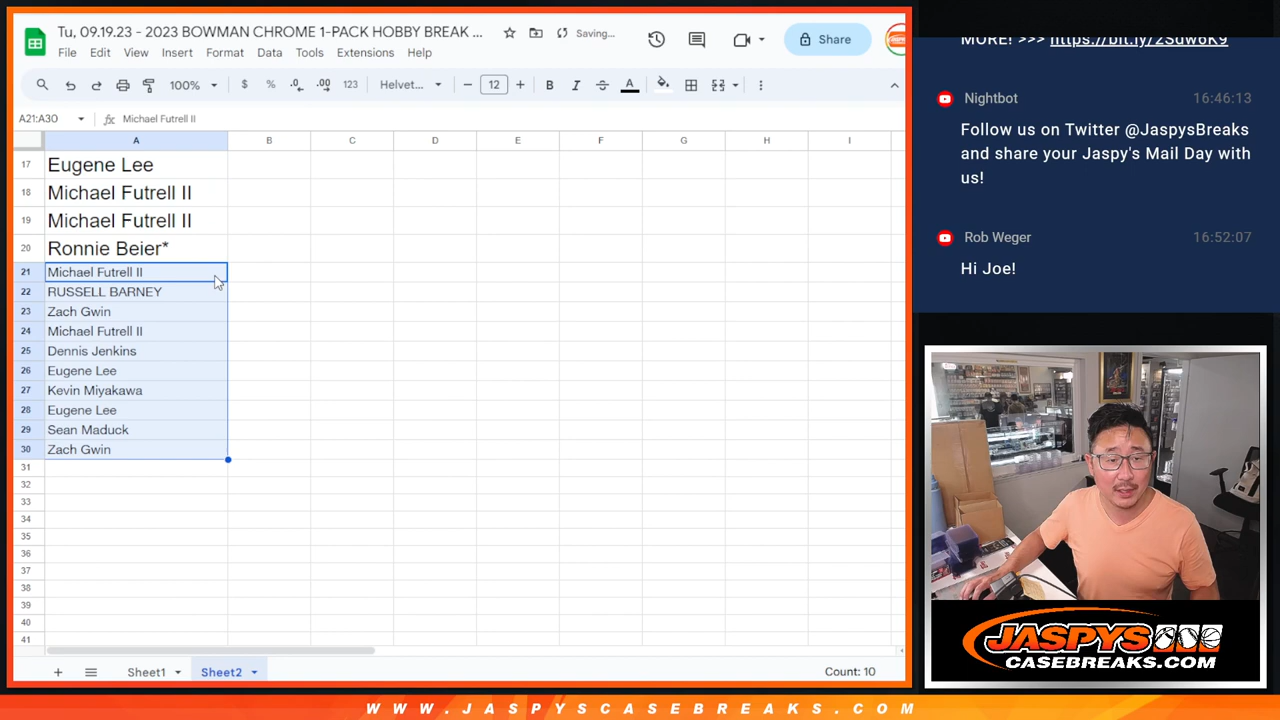 Tu, 09.19.23 - 2023 BOWMAN CHROME 1-PACK HOBBY BREAK ...
Saving...
Share
File Edit View Insert Format Data Tools Extensions Help
100% $ % .0 .00 123 Helvet... 12 B I A
A21:A30 fx Michael Futrell II
A B C D E F G H I
17 Eugene Lee
18 Michael Futrell II
19 Michael Futrell II
20 Ronnie Beier*
21 Michael Futrell II
22 RUSSELL BARNEY
23 Zach Gwin
24 Michael Futrell II
25 Dennis Jenkins
26 Eugene Lee
27 Kevin Miyakawa
28 Eugene Lee
29 Sean Maduck
30 Zach Gwin
31
32
33
34
35
36
37
38
39
40
41
Sheet1 Sheet2 Count: 10
MORE! >>> https://bit.ly/2Sdw6K9
Nightbot 16:46:13
Follow us on Twitter @JaspysBreaks
and share your Jaspy's Mail Day with
us!
Rob Weger 16:52:07
Hi Joe!
JASPYS
CASEBREAKS.COM
WWW.JASPYSCASEBREAKS.COM